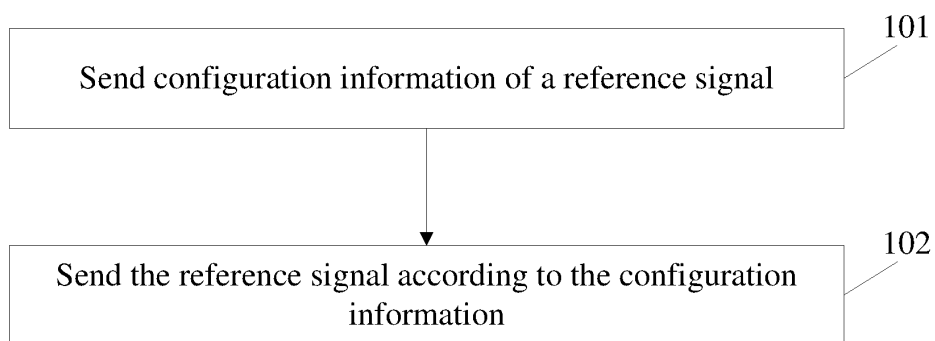 101
Send configuration information of a reference signal
102
Send the reference signal according to the configuration
information